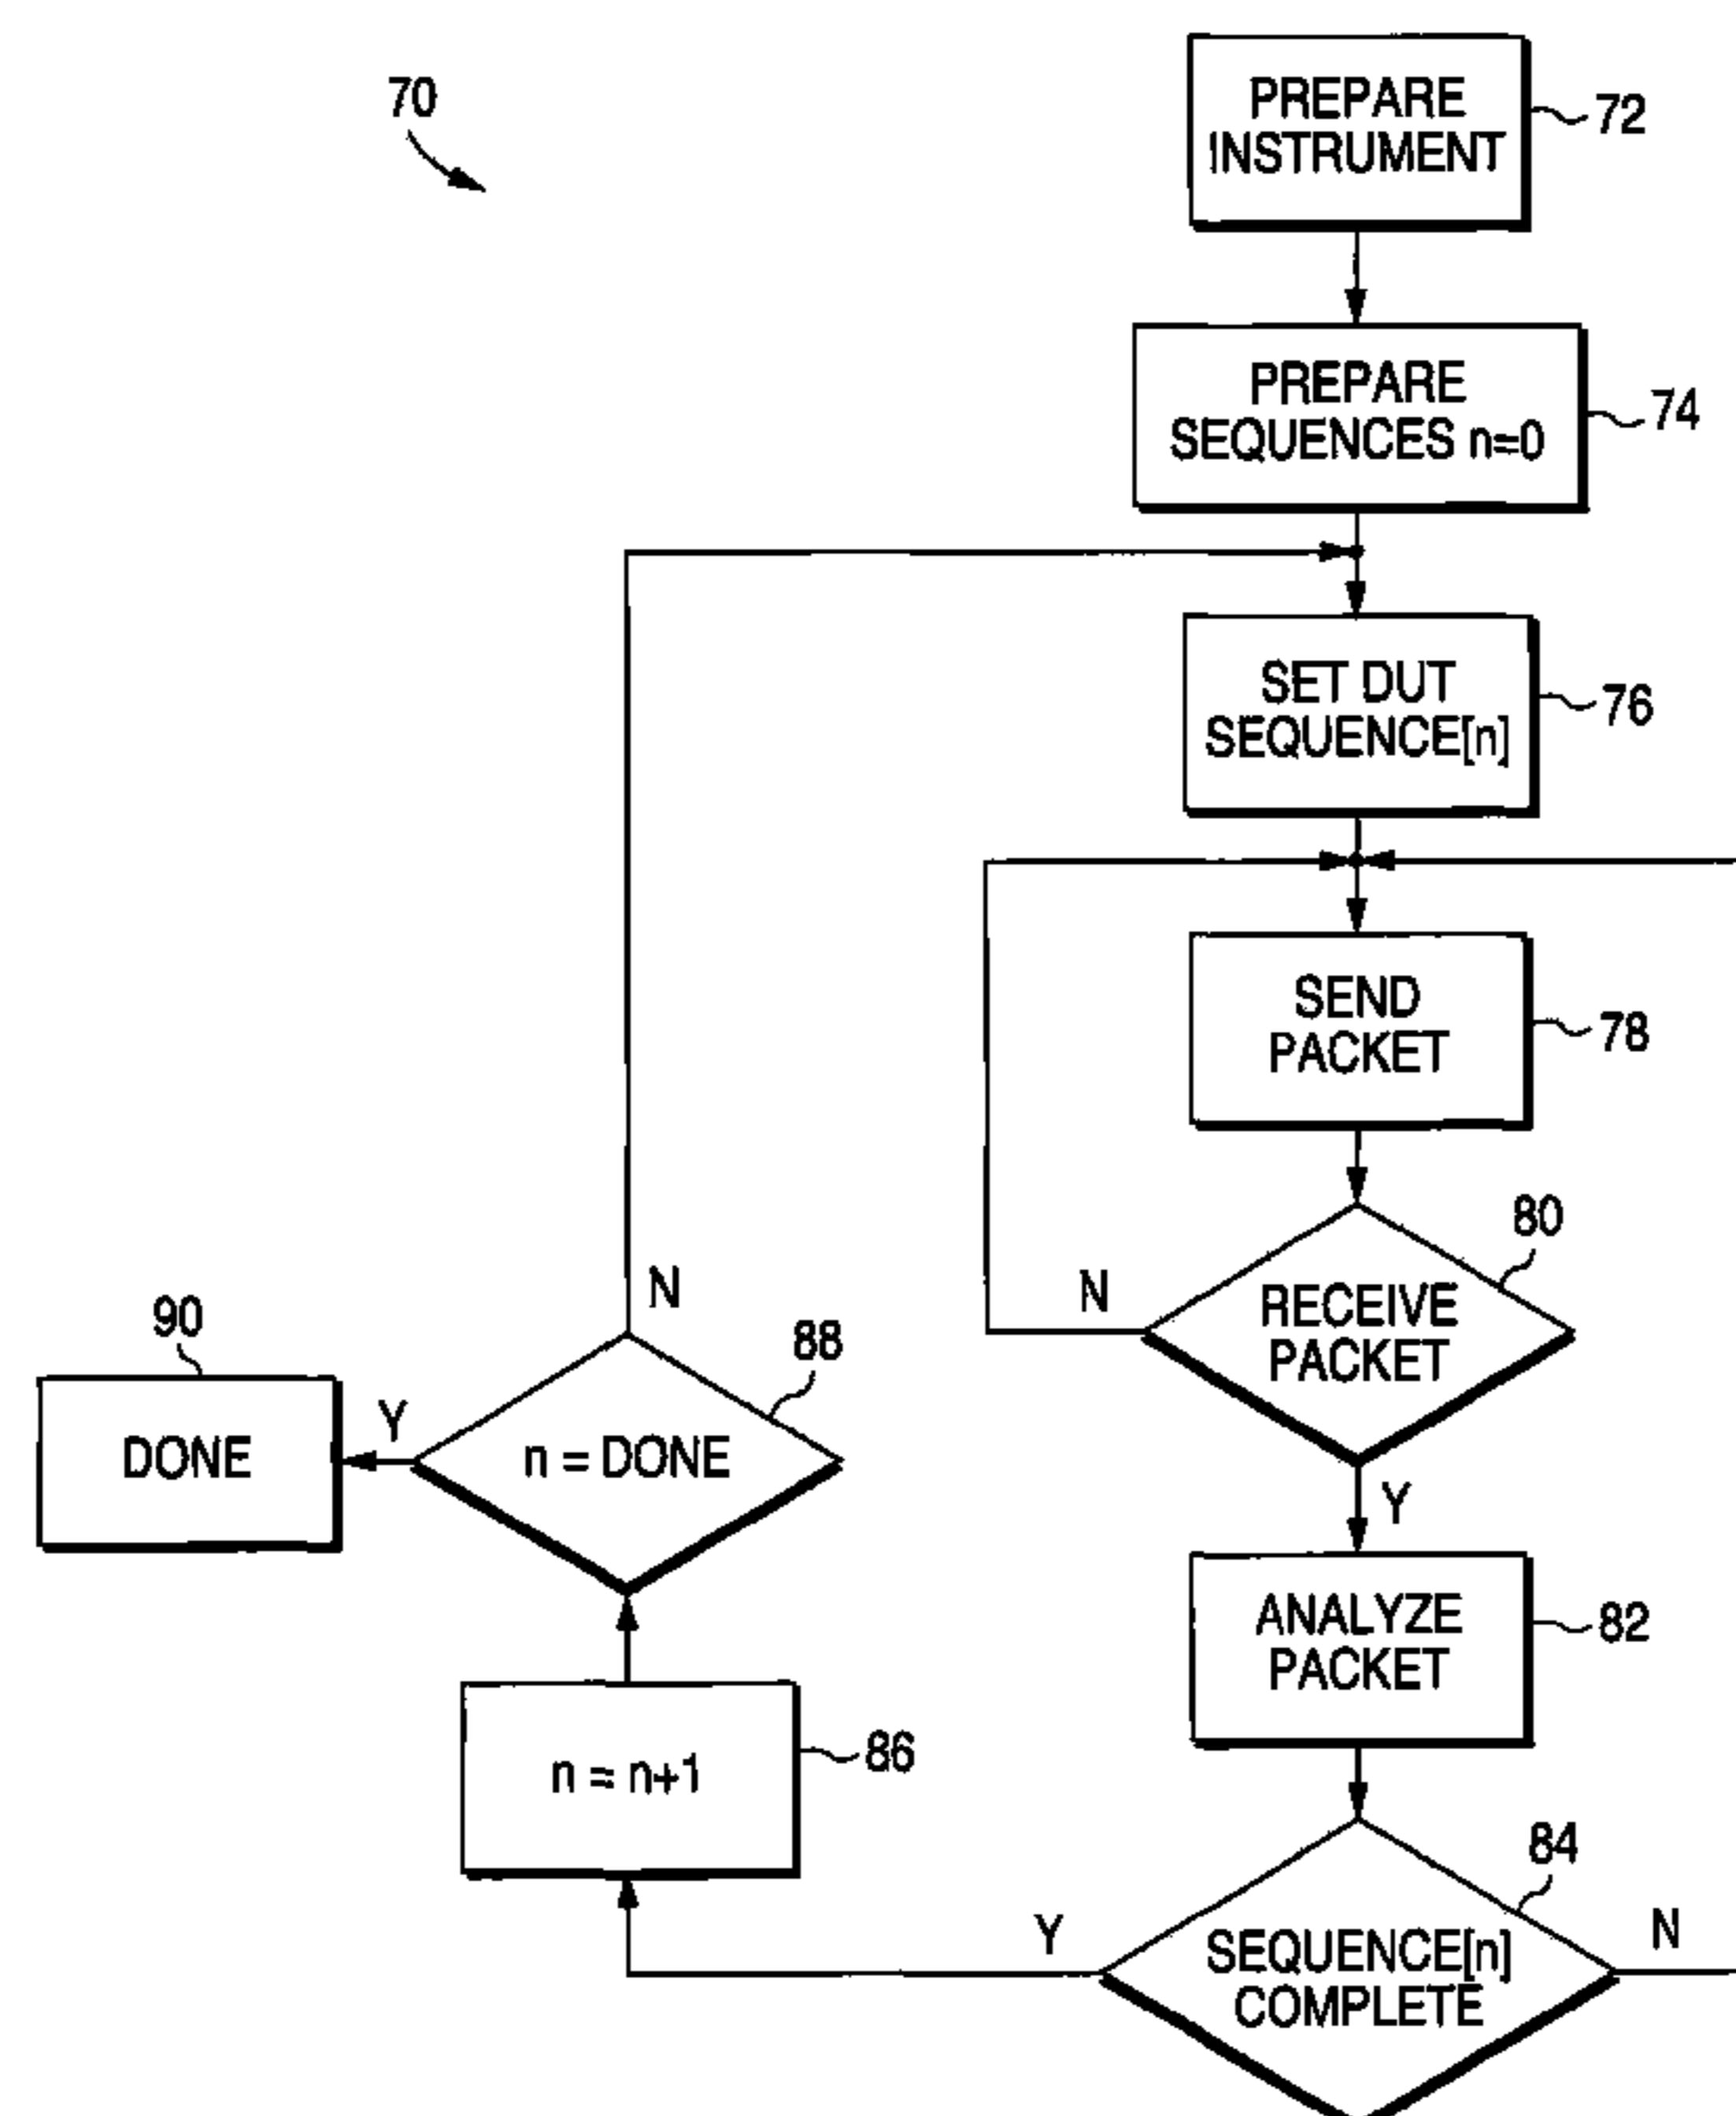 70
PREPARE
INSTRUMENT
72
PREPARE
SEQUENCES n=0
74
SET DUT
SEQUENCE[n]
76
SEND
PACKET
78
80
N
RECEIVE
PACKET
Y
N
88
90
DONE
Y
n = DONE
ANALYZE
PACKET
82
n = n+1
86
84
Y
SEQUENCE[n]
COMPLETE
N